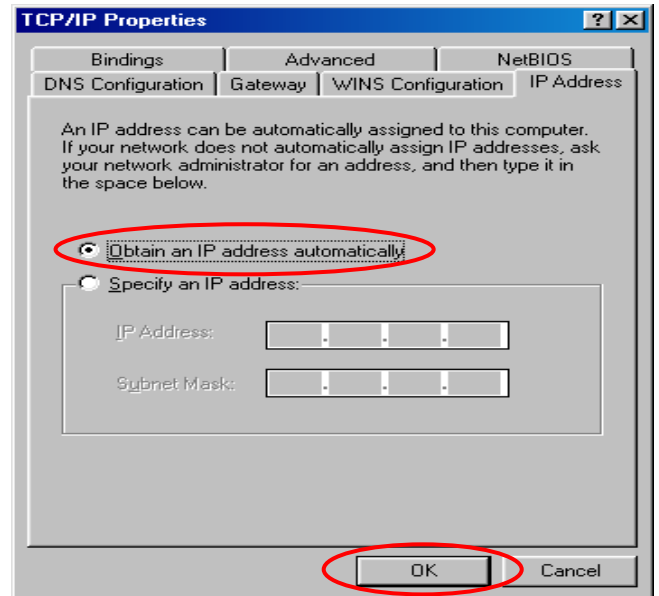 TCP/IP Properties
? ×
Bindings Advanced NetBIOS
DNS Configuration Gateway WINS Configuration IP Address
An IP address can be automatically assigned to this computer.
If your network does not automatically assign IP addresses, ask
your network administrator for an address, and then type it in
the space below.
Obtain an IP address automatically
Specify an IP address:
IP Address:
. . .
Subnet Mask:
. . .
OK Cancel